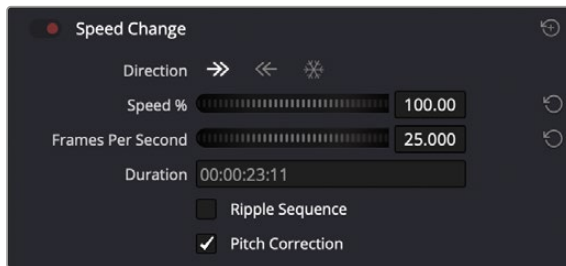 Speed Change
Direction
Speed % 100.00
Frames Per Second 25.000
Duration 00:00:23:11
Ripple Sequence
Pitch Correction